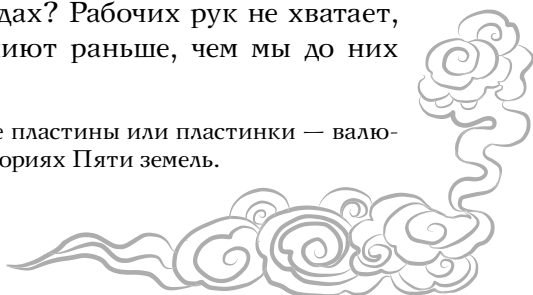 дах? Рабочих рук не хватает,
иют раньше, чем мы до них
е пластины или пластинки — валю-
ориях Пяти земель.